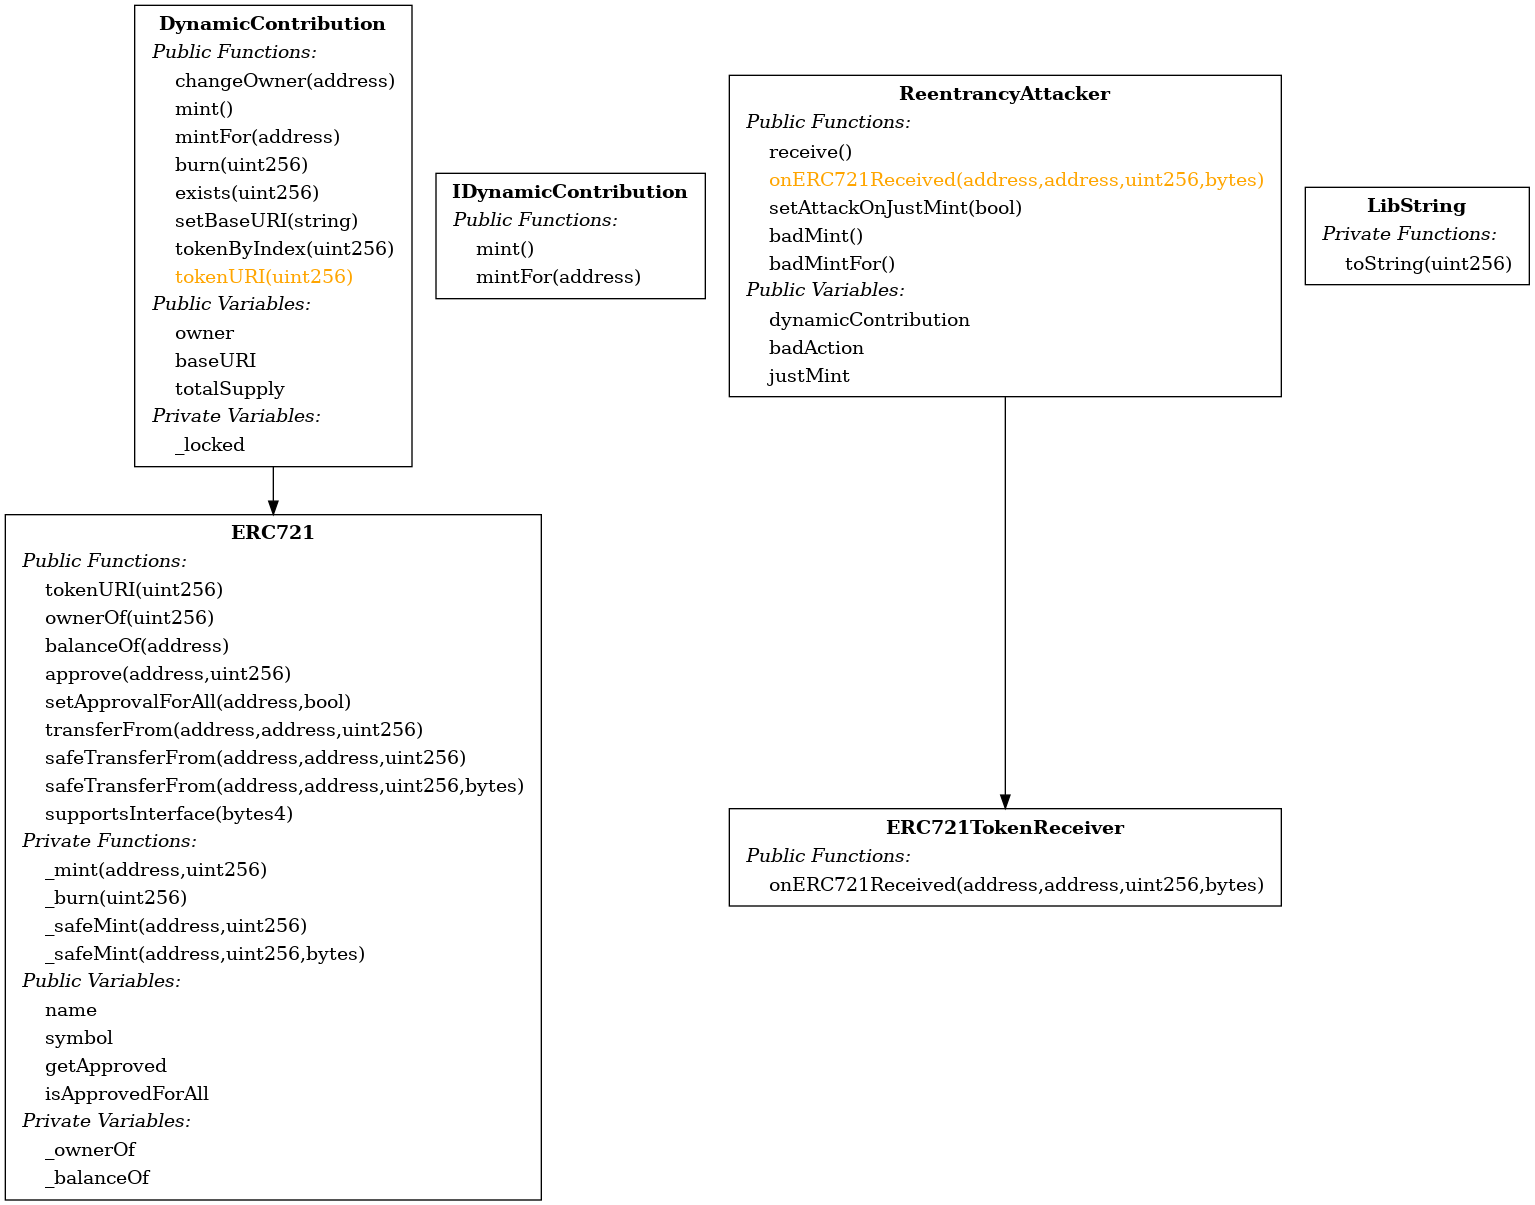 DynamicContribution
Public Functions:
changeOwner(address)
mint()
mintFor(address)
burn(uint256)
exists(uint256)
setBaseURI(string)
tokenByIndex(uint256)
tokenURI(uint256)
Public Variables:
owner
baseURI
totalSupply
Private Variables:
_locked
IDynamicContribution
Public Functions:
mint()
mintFor(address)
ReentrancyAttacker
Public Functions:
receive()
onERC721Received(address,address,uint256,bytes)
setAttackOnJustMint(bool)
badMint()
badMintFor()
Public Variables:
dynamicContribution
badAction
justMint
LibString
Private Functions:
toString(uint256)
ERC721
Public Functions:
tokenURI(uint256)
ownerOf(uint256)
balanceOf(address)
approve(address,uint256)
setApprovalForAll(address,bool)
transferFrom(address,address,uint256)
safeTransferFrom(address,address,uint256)
safeTransferFrom(address,address,uint256,bytes)
supportsInterface(bytes4)
Private Functions:
_mint(address,uint256)
_burn(uint256)
_safeMint(address,uint256)
_safeMint(address,uint256,bytes)
Public Variables:
name
symbol
getApproved
isApprovedForAll
Private Variables:
_ownerOf
_balanceOf
ERC721TokenReceiver
Public Functions:
onERC721Received(address,address,uint256,bytes)